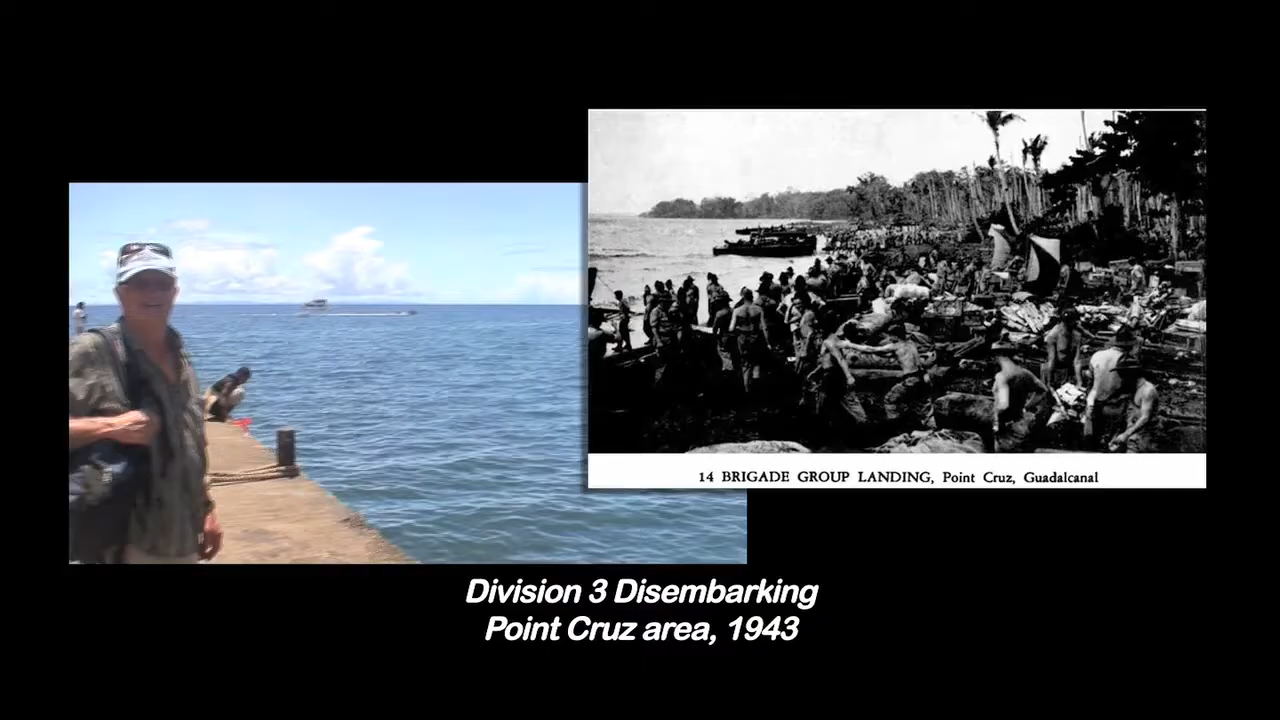 14 BRIGADE GROUP LANDING, Point Cruz, Guadalcanal
Division 3 Disembarking
Point Cruz area, 1943